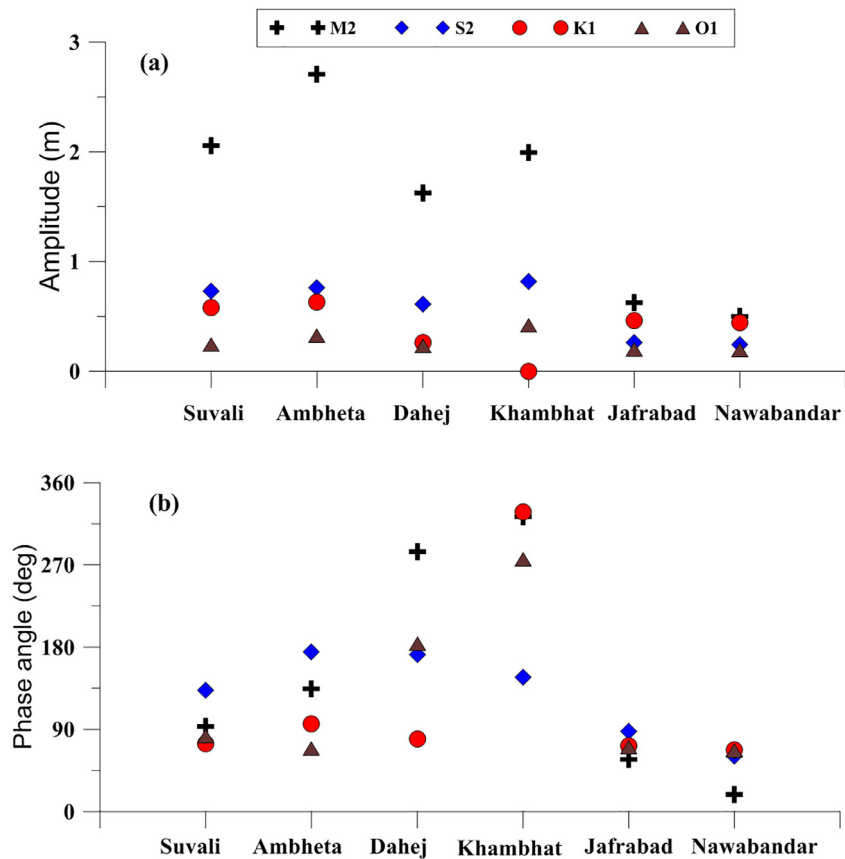 M2 S2 K1 O1
(a)
Amplitude (m)
3
2
1
0
Suvali Ambheta Dahej Khambhat Jafrabad Nawabandar
(b)
Phase angle (deg)
360
270
180
90
0
Suvali Ambheta Dahej Khambhat Jafrabad Nawabandar